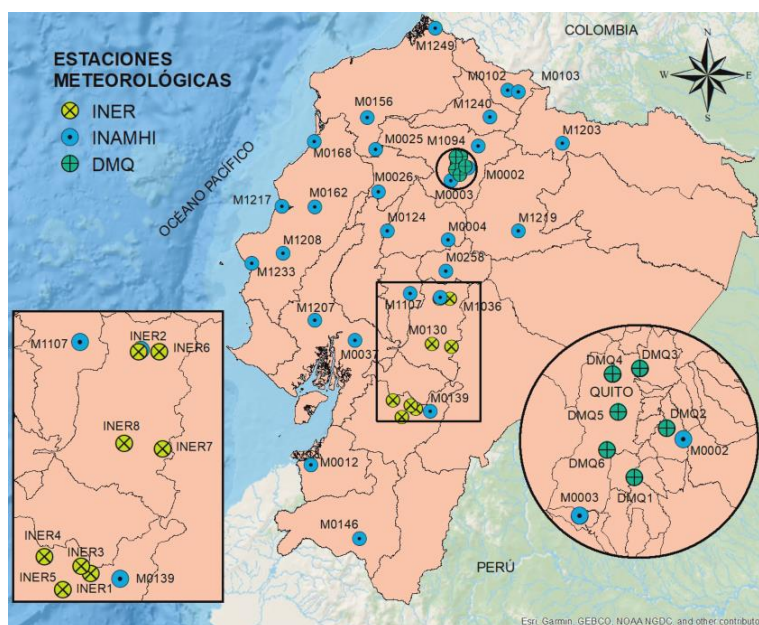 COLOMBIA
M1249
N
W
E
S
ESTACIONES
METEOROLÓGICAS
INER
INAMHI
DMQ
M0102
M0103
M0156
M1240
M0025
M1094
M1203
M0168
M0002
M0026
M0003
OCÉANO PACÍFICO
M1217
M0162
M0124
M0004
M1219
M1208
M0258
M1233
M1107
M1036
M1207
M0130
M0037
M0139
M0012
M0146
PERÚ
M1107
INER2
INER6
INER8
INER7
INER4
INER3
INER5
INER1
M0139
DMQ4
DMQ3
QUITO
DMQ5
DMQ2
M0002
DMQ6
M0003
DMQ1
Esri, Garmin, GEBCO, NOAA NGDC, and other contributo